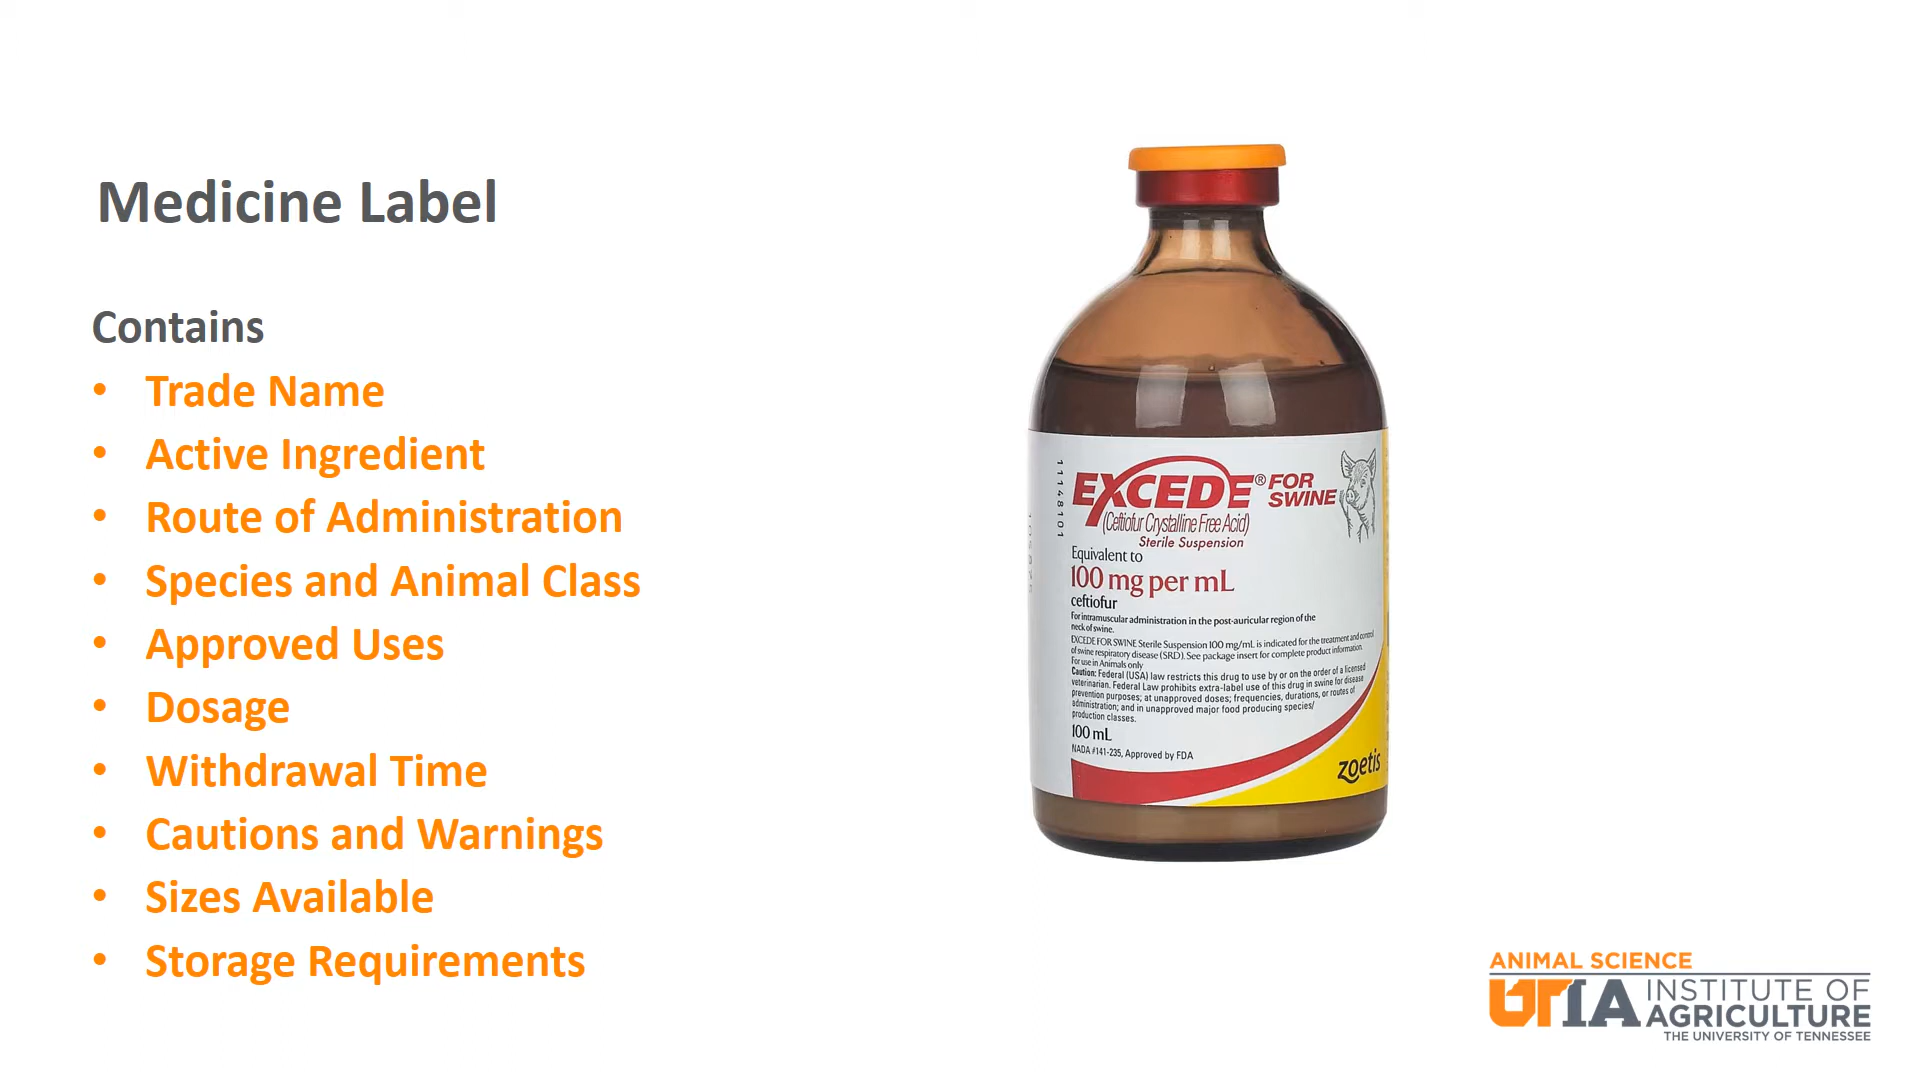 Medicine Label
Contains
• Trade Name
• Active Ingredient
• Route of Administration
• Species and Animal Class
• Approved Uses
• Dosage
• Withdrawal Time
• Cautions and Warnings
• Sizes Available
• Storage Requirements
11148101
EXCEDE® FOR
SWINE
(Ceftiofur Crystalline Free Acid)
Sterile Suspension
Equivalent to
100 mg per mL
ceftiofur
For intramuscular administration in the post-auricular region of the
neck of swine.
EXCEDE FOR SWINE Sterile Suspension 100 mg/mL is indicated for the treatment and control
of swine respiratory disease (SRD). See package insert for complete product information.
For use in Animals only
Caution: Federal (USA) law restricts this drug to use by or on the order of a licensed
veterinarian. Federal Law prohibits extra-label use of this drug in swine for disease
prevention purposes; at unapproved doses; frequencies, durations, or routes of
administration; and in unapproved major food producing species/
production classes.
100 mL
NADA #141-235, Approved by FDA
zoetis
ANIMAL SCIENCE
UTIA INSTITUTE OF
AGRICULTURE
THE UNIVERSITY OF TENNESSEE